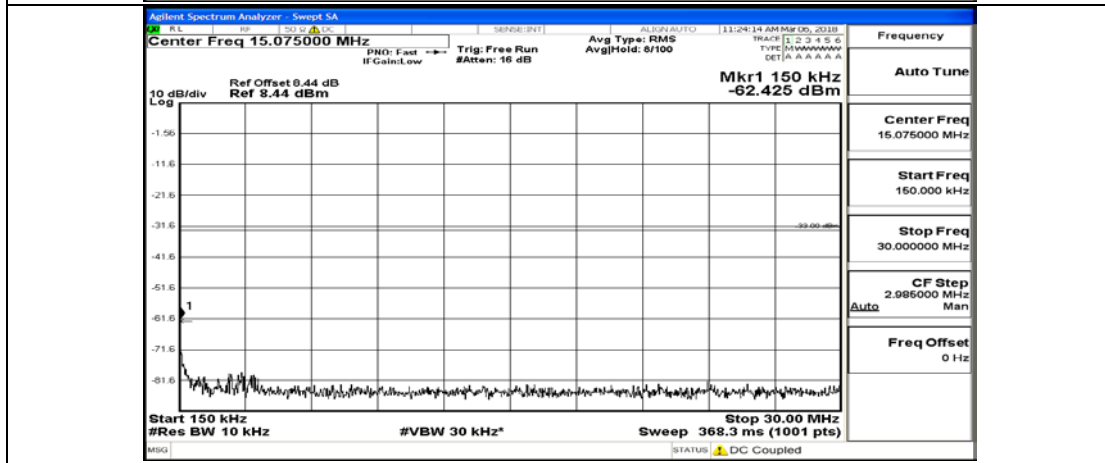 Agilent Spectrum Analyzer - Swept SA
RL RF 50 Ω DC SENSE:INT ALIGN AUTO 11:24:14 AM Mar 06, 2018
Center Freq 15.075000 MHz
PNO: Fast
IFGain:Low
Trig: Free Run
#Atten: 16 dB
Avg Type: RMS
Avg|Hold: 8/100
TRACE 1 2 3 4 5 6
TYPE M WWWWW
DET A A A A A A
Ref Offset 8.44 dB
10 dB/div Ref 8.44 dBm
Log
Mkr1 150 kHz
-62.425 dBm
-1.56
-11.6
-21.6
-31.6
-33.00 dBm
-41.6
-51.6
1
-61.6
-71.6
-81.6
Start 150 kHz
Stop 30.00 MHz
#Res BW 10 kHz
#VBW 30 kHz*
Sweep 368.3 ms (1001 pts)
MSG
STATUS DC Coupled
Frequency
Auto Tune
Center Freq
15.075000 MHz
Start Freq
150.000 kHz
Stop Freq
30.000000 MHz
CF Step
2.985000 MHz
Auto Man
Freq Offset
0 Hz